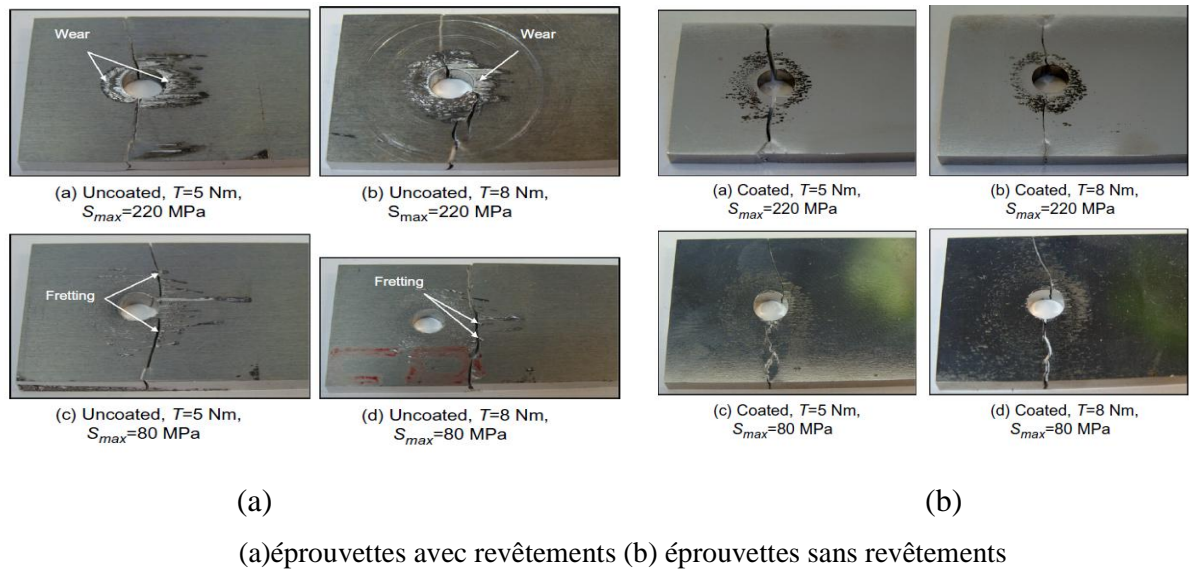 Wear
Wear
(a) Uncoated, T=5 Nm,
Smax=220 MPa
(b) Uncoated, T=8 Nm,
Smax=220 MPa
Fretting
Fretting
(c) Uncoated, T=5 Nm,
Smax=80 MPa
(d) Uncoated, T=8 Nm,
Smax=80 MPa
(a) Coated, T=5 Nm,
Smax=220 MPa
(b) Coated, T=8 Nm,
Smax=220 MPa
(c) Coated, T=5 Nm,
Smax=80 MPa
(d) Coated, T=8 Nm,
Smax=80 MPa
(a)
(b)
(a)éprouvettes avec revêtements (b) éprouvettes sans revêtements